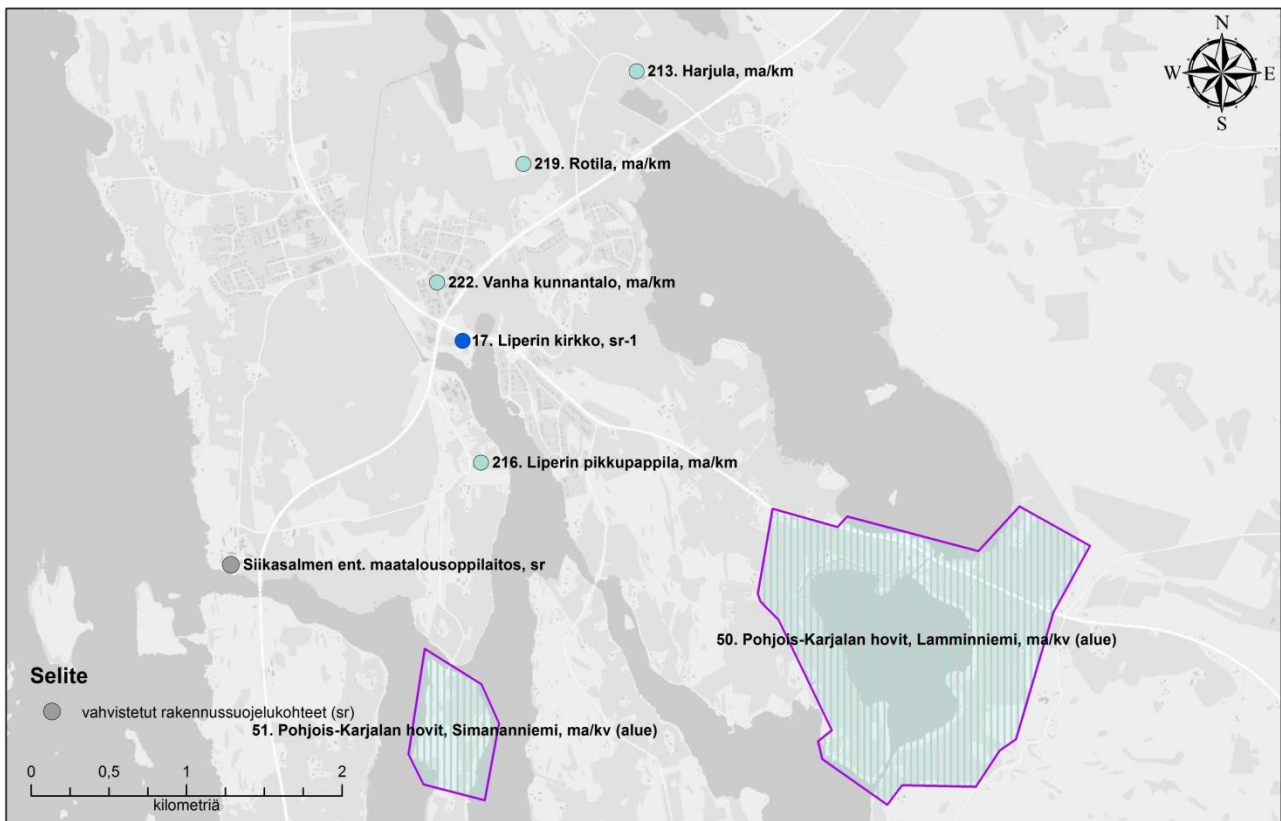 N
W E
S
213. Harjula, ma/km
219. Rotila, ma/km
222. Vanha kunnantalo, ma/km
17. Liperin kirkko, sr-1
216. Liperin pikkupappila, ma/km
Siikasalmen ent. maatalousoppilaitos, sr
50. Pohjois-Karjalan hovit, Lamminniemi, ma/kv (alue)
51. Pohjois-Karjalan hovit, Simananniemi, ma/kv (alue)
Selite
vahvistetut rakennussuojelukohteet (sr)
0 0,5 1 2
kilometriä